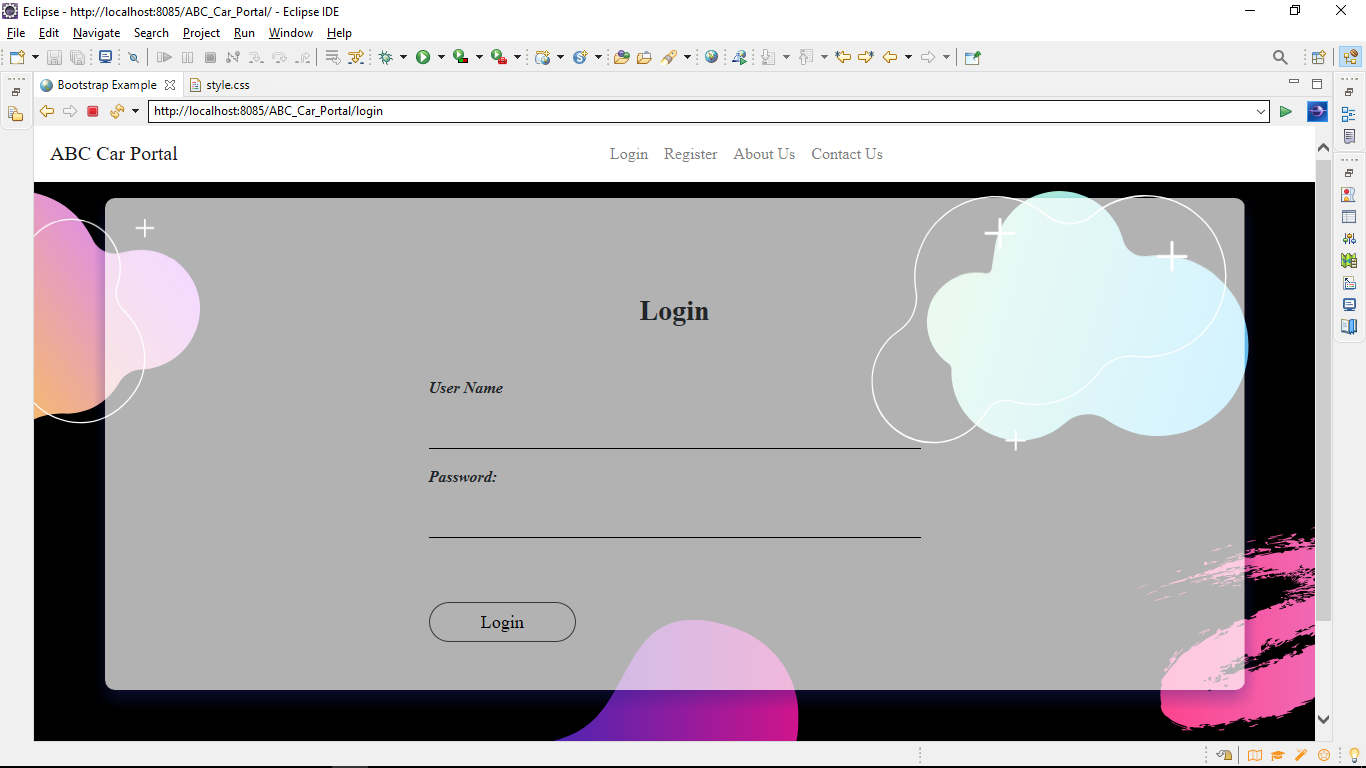 Eclipse - http://localhost:8085/ABC_Car_Portal/ - Eclipse IDE
File Edit Navigate Search Project Run Window Help
Bootstrap Example style.css
http://localhost:8085/ABC_Car_Portal/login
ABC Car Portal Login Register About Us Contact Us
Login
User Name
Password:
Login